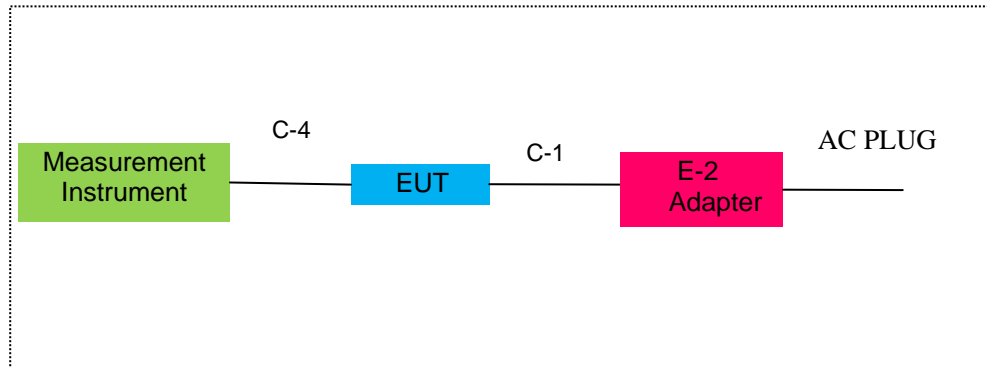 C-4
C-1
AC PLUG
Measurement
Instrument
EUT
E-2
Adapter